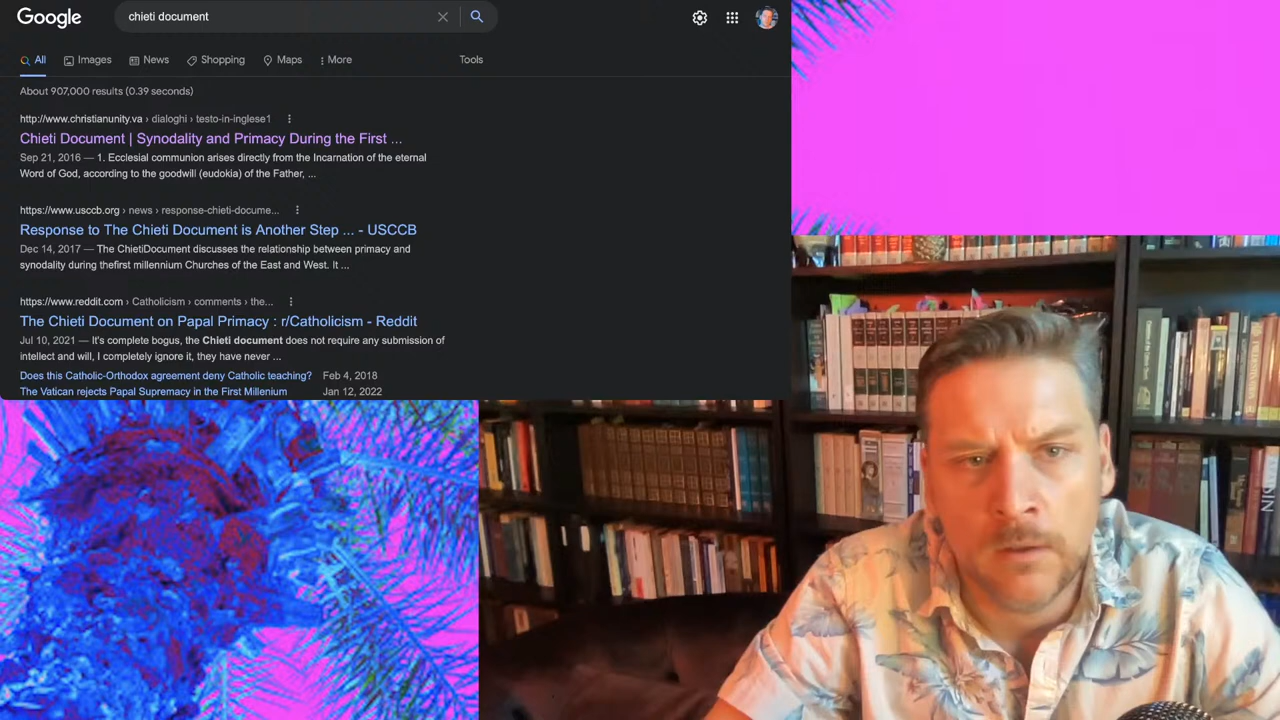 Google
chieti document
All Images News Shopping Maps More Tools
About 907,000 results (0.39 seconds)
http://www.christianunity.va › dialoghi › testo-in-inglese1
Chieti Document | Synodality and Primacy During the First ...
Sep 21, 2016 — 1. Ecclesial communion arises directly from the Incarnation of the eternal
Word of God, according to the goodwill (eudokia) of the Father, ...
https://www.usccb.org › news › response-chieti-docume...
Response to The Chieti Document is Another Step ... - USCCB
Dec 14, 2017 — The ChietiDocument discusses the relationship between primacy and
synodality during thefirst millennium Churches of the East and West. It ...
https://www.reddit.com › Catholicism › comments › the...
The Chieti Document on Papal Primacy : r/Catholicism - Reddit
Jul 10, 2021 — It's complete bogus, the Chieti document does not require any submission of
intellect and will, I completely ignore it, they have never ...
Does this Catholic-Orthodox agreement deny Catholic teaching? Feb 4, 2018
The Vatican rejects Papal Supremacy in the First Millenium Jan 12, 2022